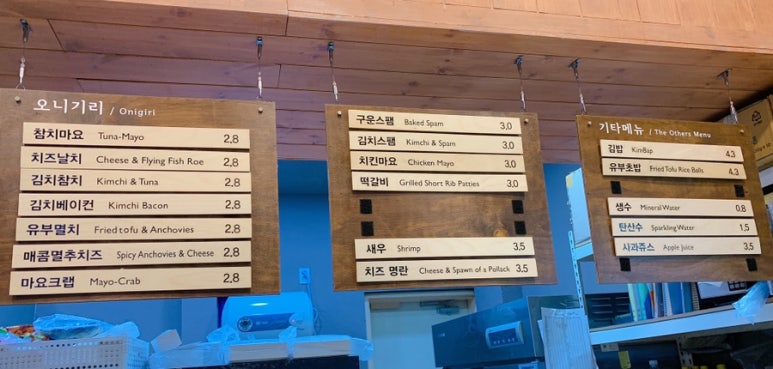 오니기리 / Onigiri
참치마요 Tuna-Mayo 2,8
치즈날치 Cheese & Flying Fish Roe 2,8
김치참치 Kimchi & Tuna 2,8
김치베이컨 Kimchi Bacon 2,8
유부멸치 Fried tofu & Anchovies 2,8
매콤멸추치즈 Spicy Anchovies & Cheese 2,8
마요크랩 Mayo-Crab 2,8
구운스팸 Baked Spam 3,0
김치스팸 Kimchi & Spam 3,0
치킨마요 Chicken Mayo 3,0
떡갈비 Grilled Short Rib Patties 3,0
새우 Shrimp 3,5
치즈 명란 Cheese & Spawn of a Pollack 3,5
기타메뉴 / The Others Menu
김밥 KimBap 4.3
유부초밥 Fried Tofu Rice Balls 4.3
생수 Mineral Water 0,8
탄산수 Sparkling Water 1,5
사과쥬스 Apple Juice 3,5